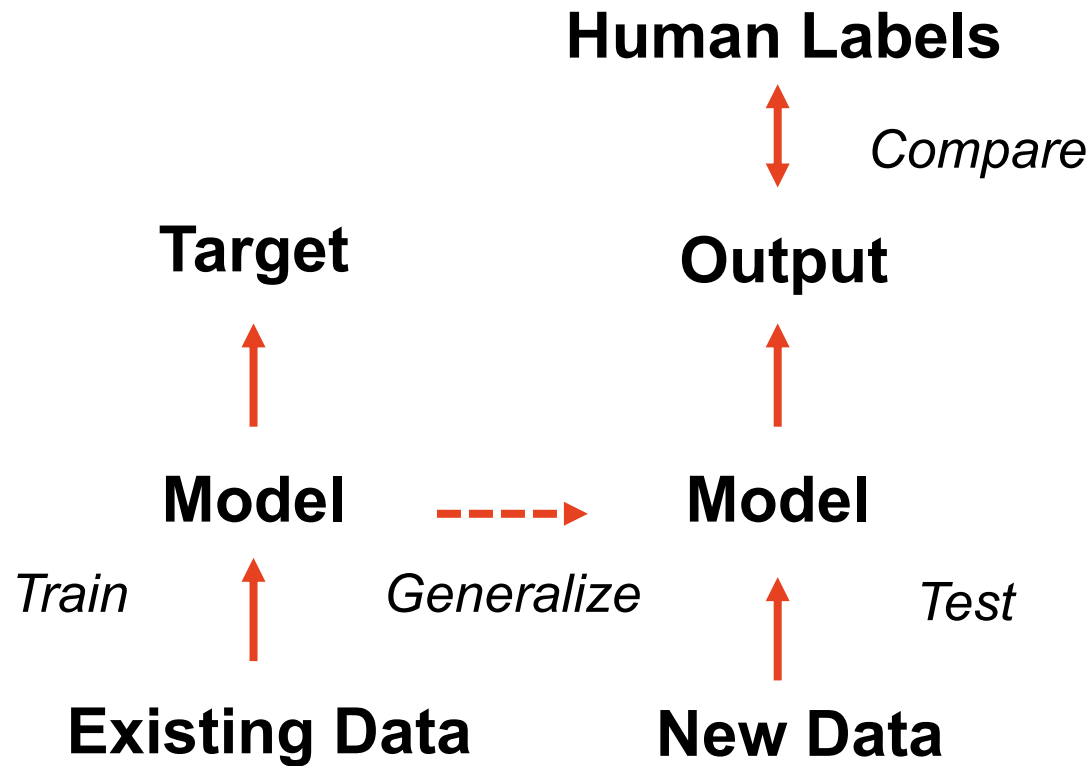 Human Labels
Compare
Target
Output
Model
Model
Train
Generalize
Test
Existing Data
New Data